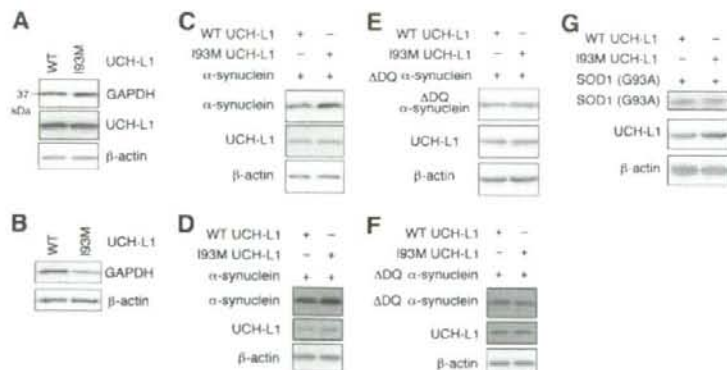 A
WT
I93M
UCH-L1
37
kDa
GAPDH
UCH-L1
β-actin
B
WT
I93M
UCH-L1
GAPDH
β-actin
C
WT UCH-L1 + −
I93M UCH-L1 − +
α-synuclein + +
α-synuclein
UCH-L1
β-actin
D
WT UCH-L1 + −
I93M UCH-L1 − +
α-synuclein + +
α-synuclein
UCH-L1
β-actin
E
WT UCH-L1 + −
I93M UCH-L1 − +
ΔDQ α-synuclein + +
ΔDQ
α-synuclein
UCH-L1
β-actin
F
WT UCH-L1 + −
I93M UCH-L1 − +
ΔDQ α-synuclein + +
ΔDQ α-synuclein
UCH-L1
β-actin
G
WT UCH-L1 + −
I93M UCH-L1 − +
SOD1 (G93A) + +
SOD1 (G93A)
UCH-L1
β-actin